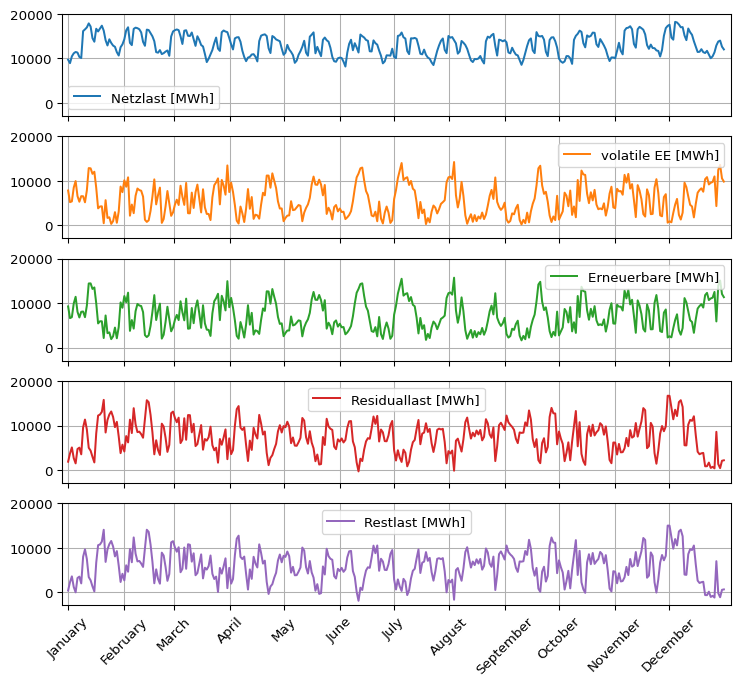 20000
10000
0
Netzlast [MWh]
20000
10000
0
volatile EE [MWh]
20000
10000
0
Erneuerbare [MWh]
20000
10000
0
Residuallast [MWh]
20000
10000
0
Restlast [MWh]
January
February
March
April
May
June
July
August
September
October
November
December